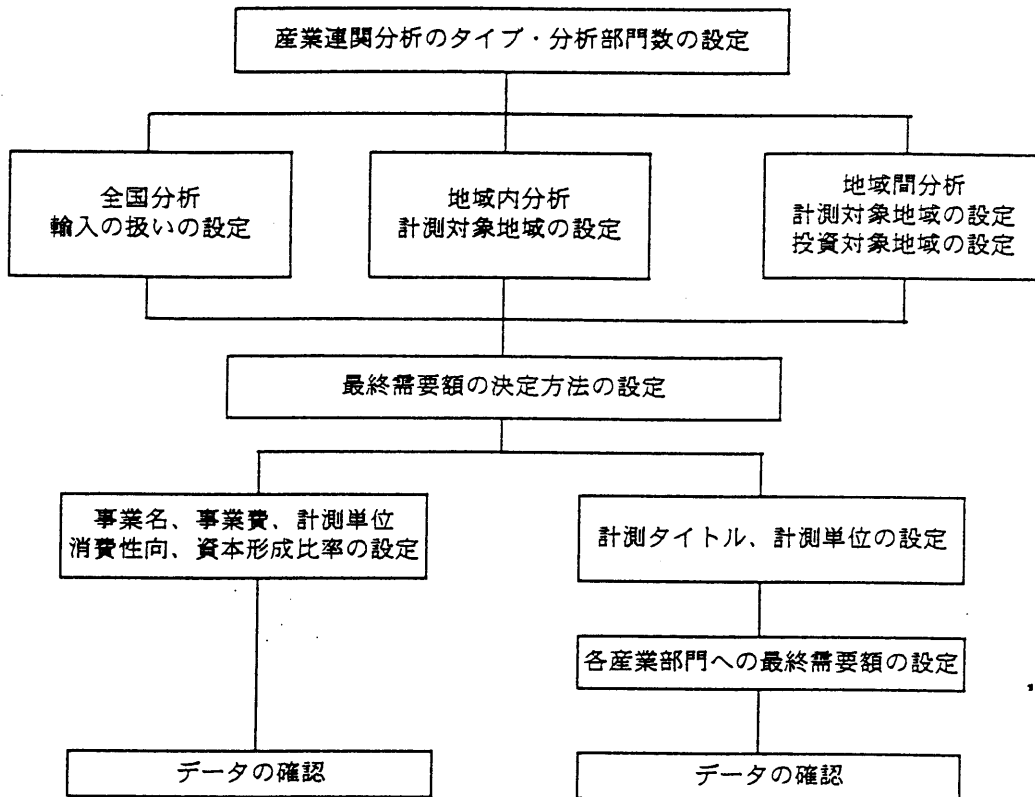 産業連関分析のタイプ・分析部門数の設定
全国分析
輸入の扱いの設定
地域内分析
計測対象地域の設定
地域間分析
計測対象地域の設定
投資対象地域の設定
最終需要額の決定方法の設定
事業名、事業費、計測単位
消費性向、資本形成比率の設定
計測タイトル、計測単位の設定
各産業部門への最終需要額の設定
データの確認
データの確認